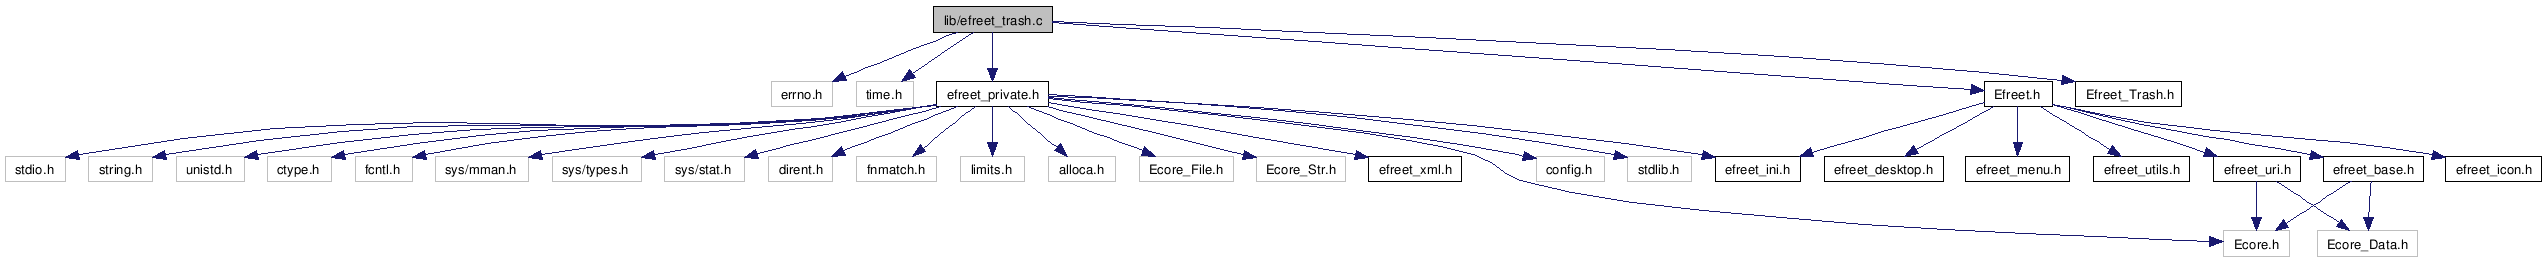 lib/efreet_trash.c
errno.h
time.h
efreet_private.h
Efreet.h
Efreet_Trash.h
stdio.h
string.h
unistd.h
ctype.h
fcntl.h
sys/mman.h
sys/types.h
sys/stat.h
dirent.h
fnmatch.h
limits.h
alloca.h
Ecore_File.h
Ecore_Str.h
efreet_xml.h
config.h
stdlib.h
efreet_ini.h
efreet_desktop.h
efreet_menu.h
efreet_utils.h
efreet_uri.h
efreet_base.h
efreet_icon.h
Ecore.h
Ecore_Data.h